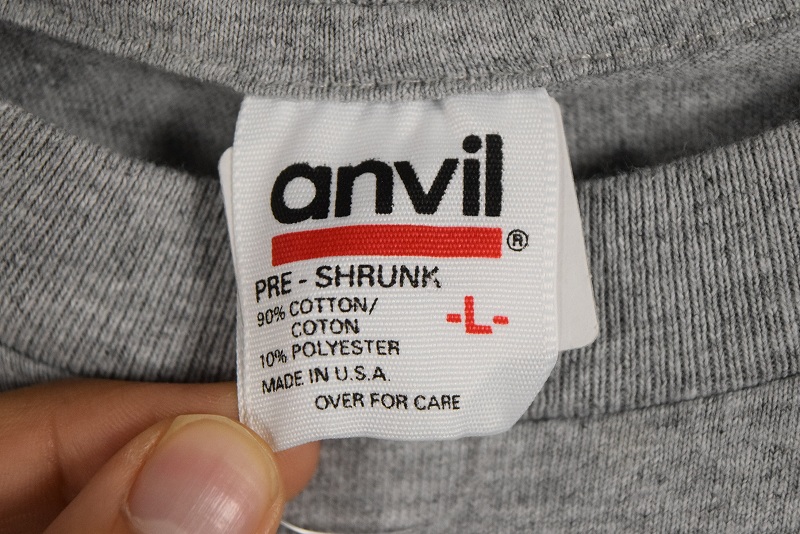 anvil
®
PRE - SHRUNK
90% COTTON/
COTON
-L-
10% POLYESTER
MADE IN U.S.A.
OVER FOR CARE